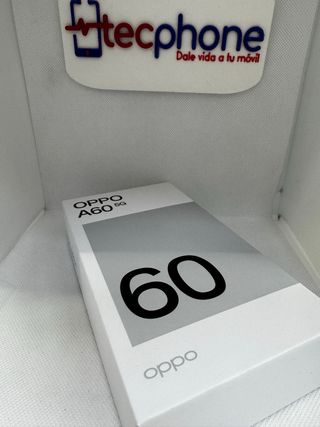 tecphone
Dale vida a tu móvil
OPPO
A60 5G
60
oppo